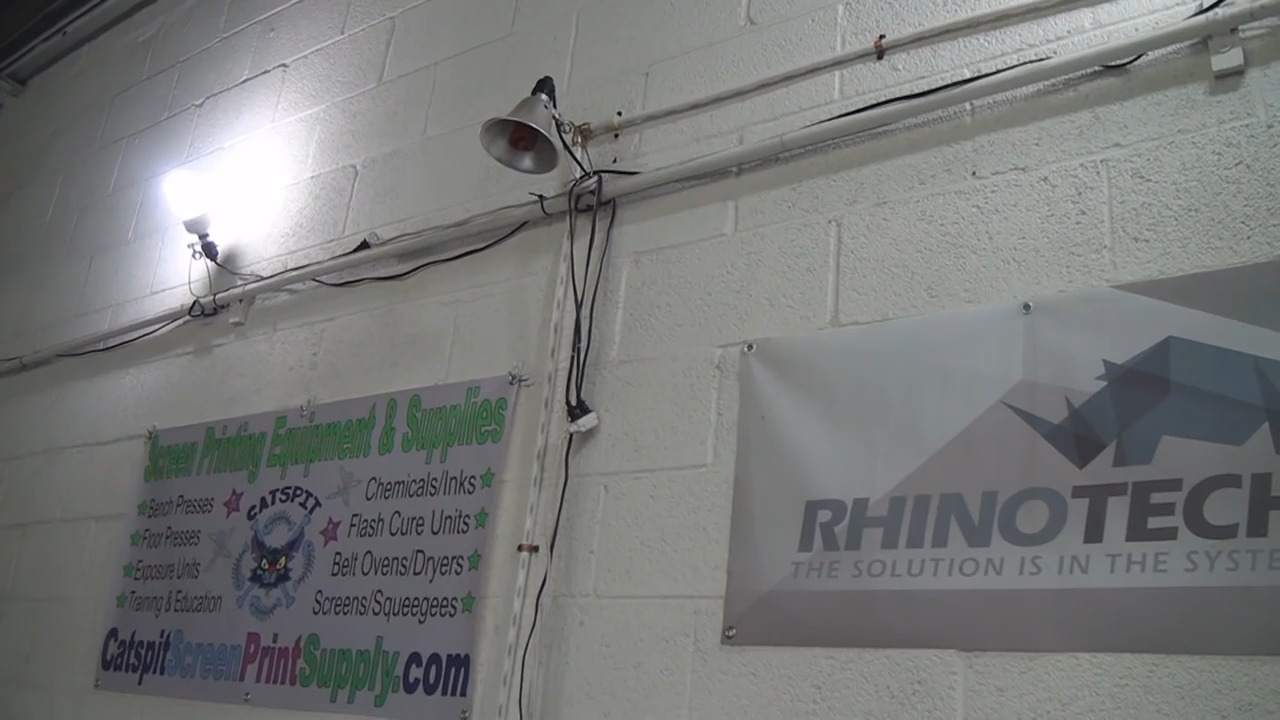 Screen Printing Equipment & Supplies
Bench Presses
Floor Presses
Exposure Units
Training & Education
CATSPIT
Chemicals/Inks
Flash Cure Units
Belt Ovens/Dryers
Screens/Squeegees
CatspitScreenPrintSupply.com
RHINOTECH
THE SOLUTION IS IN THE SYSTE